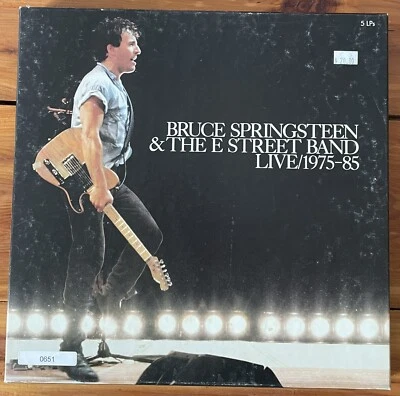 5 LPs
BRUCE SPRINGSTEEN
& THE E STREET BAND
LIVE/1975-85
0651